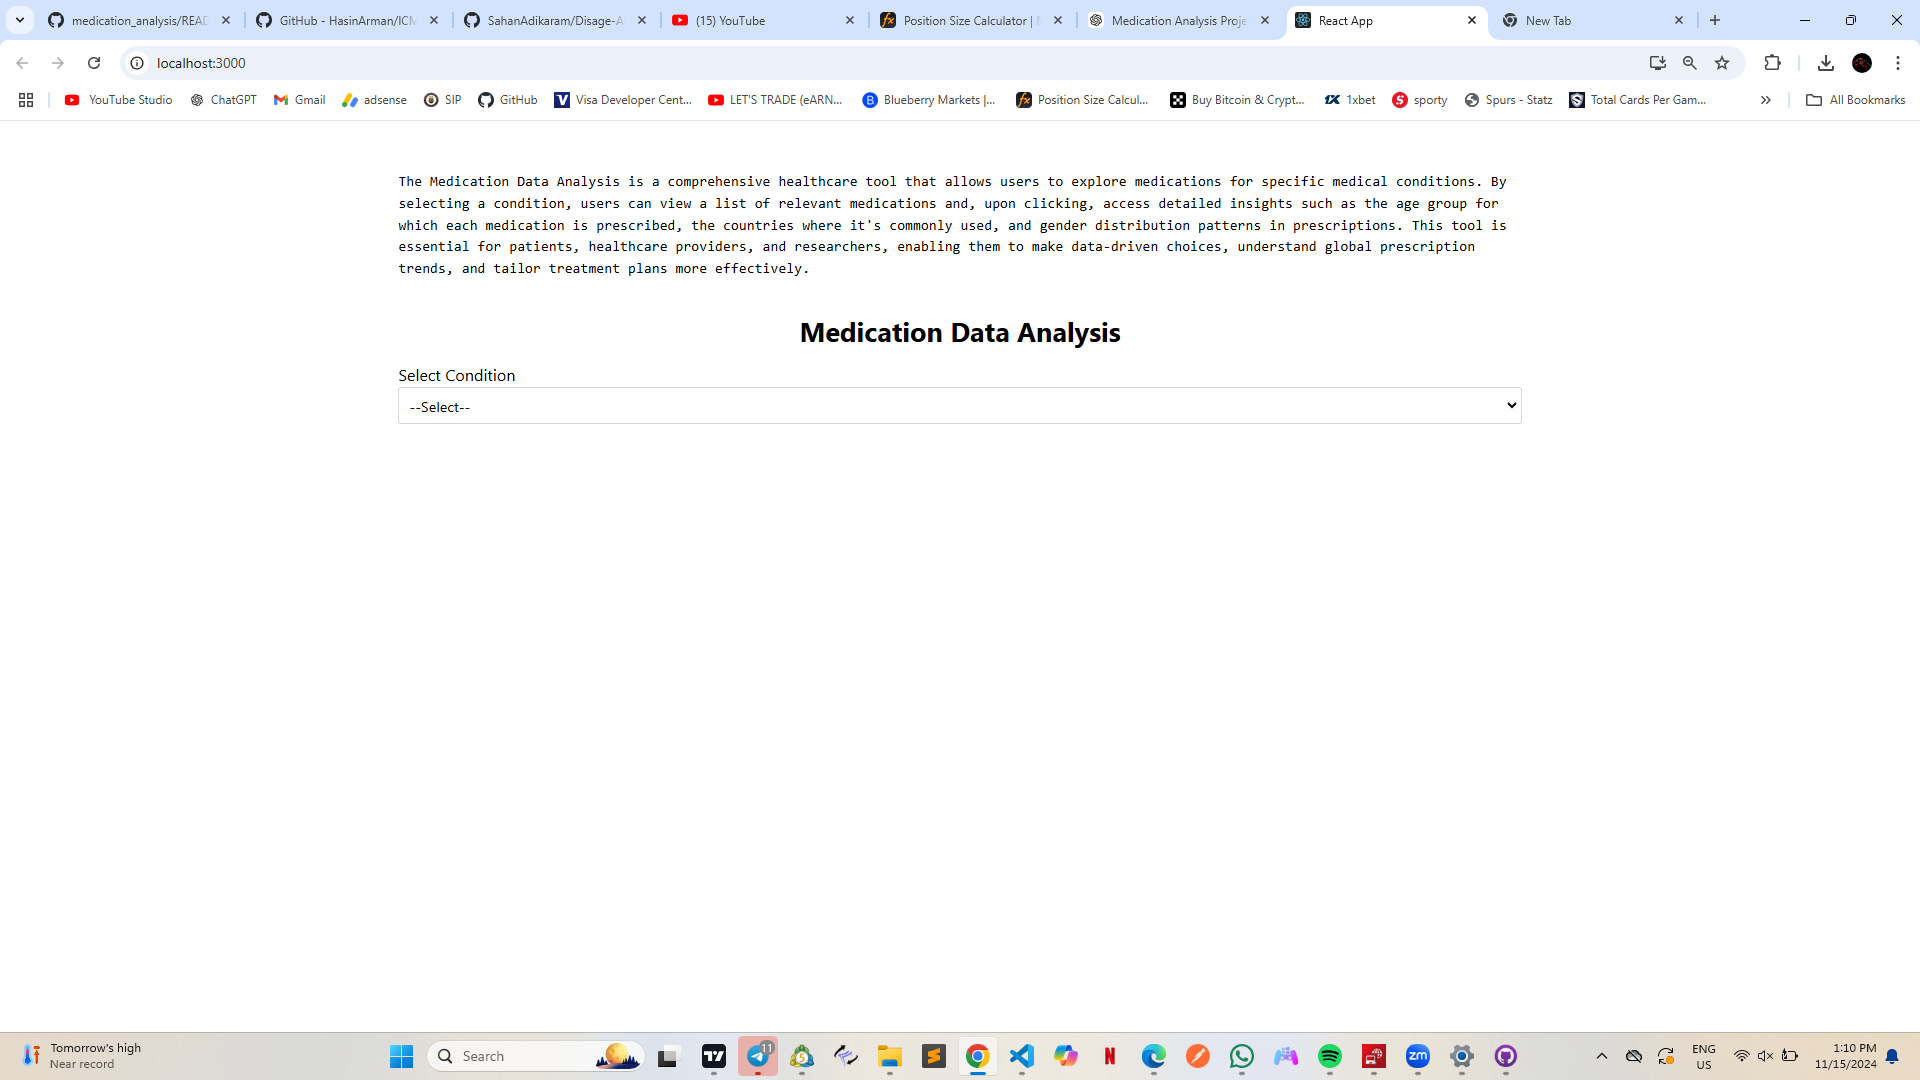 medication_analysis/READ
GitHub - HasinArman/ICM
SahanAdikaram/Disage-A
(15) YouTube
Position Size Calculator |
Medication Analysis Proje
React App
New Tab
localhost:3000
YouTube Studio
ChatGPT
Gmail
adsense
SIP
GitHub
Visa Developer Cent...
LET'S TRADE (eARN...
Blueberry Markets |...
Position Size Calcul...
Buy Bitcoin & Crypt...
1xbet
sporty
Spurs - Statz
Total Cards Per Gam...
All Bookmarks
The Medication Data Analysis is a comprehensive healthcare tool that allows users to explore medications for specific medical conditions. By
selecting a condition, users can view a list of relevant medications and, upon clicking, access detailed insights such as the age group for
which each medication is prescribed, the countries where it's commonly used, and gender distribution patterns in prescriptions. This tool is
essential for patients, healthcare providers, and researchers, enabling them to make data-driven choices, understand global prescription
trends, and tailor treatment plans more effectively.
Medication Data Analysis
Select Condition
--Select--
Tomorrow's high
Near record
Search
11
zm
ENG
US
1:10 PM
11/15/2024